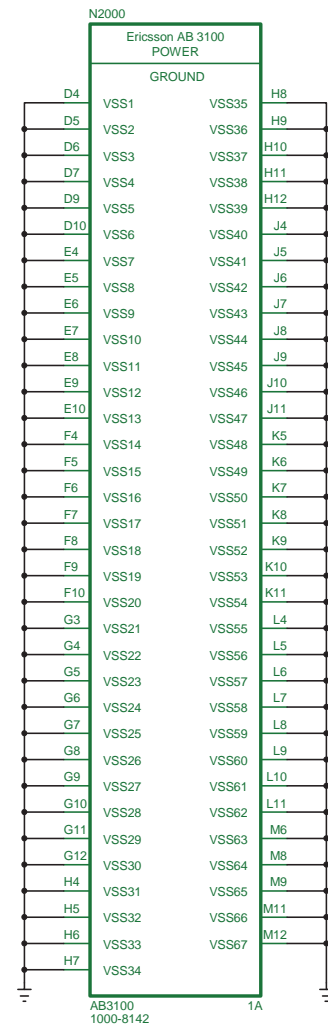 N2000
Ericsson AB 3100
POWER
GROUND
D4 VSS1 VSS35 H8
D5 VSS2 VSS36 H9
D6 VSS3 VSS37 H10
D7 VSS4 VSS38 H11
D9 VSS5 VSS39 H12
D10 VSS6 VSS40 J4
E4 VSS7 VSS41 J5
E5 VSS8 VSS42 J6
E6 VSS9 VSS43 J7
E7 VSS10 VSS44 J8
E8 VSS11 VSS45 J9
E9 VSS12 VSS46 J10
E10 VSS13 VSS47 J11
F4 VSS14 VSS48 K5
F5 VSS15 VSS49 K6
F6 VSS16 VSS50 K7
F7 VSS17 VSS51 K8
F8 VSS18 VSS52 K9
F9 VSS19 VSS53 K10
F10 VSS20 VSS54 K11
G3 VSS21 VSS55 L4
G4 VSS22 VSS56 L5
G5 VSS23 VSS57 L6
G6 VSS24 VSS58 L7
G7 VSS25 VSS59 L8
G8 VSS26 VSS60 L9
G9 VSS27 VSS61 L10
G10 VSS28 VSS62 L11
G11 VSS29 VSS63 M6
G12 VSS30 VSS64 M8
H4 VSS31 VSS65 M9
H5 VSS32 VSS66 M11
H6 VSS33 VSS67 M12
H7 VSS34
AB3100 1A
1000-8142